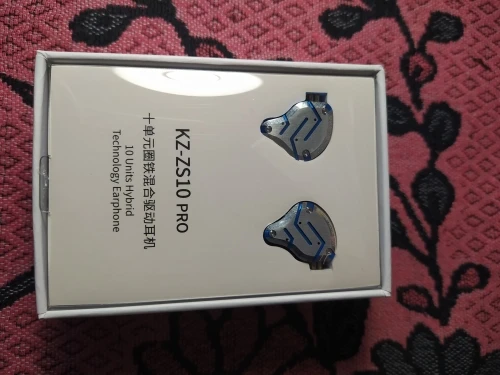 KZ-ZS10 PRO
十单元圈铁混合驱动耳机
10 Units Hybrid
Technology Earphone